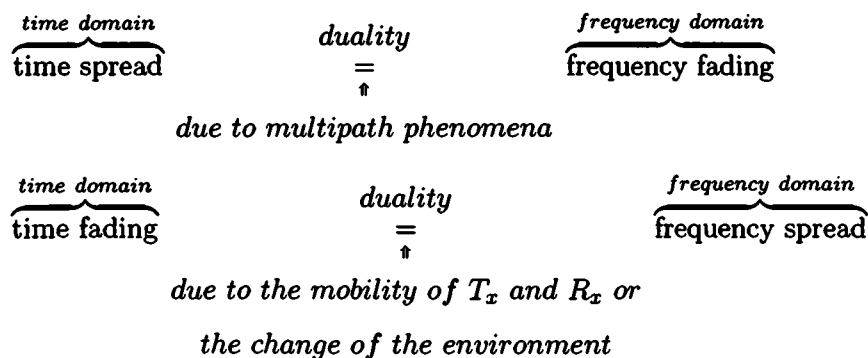 time domain duality frequency domain
time spread = frequency fading
⇑
due to multipath phenomena
time domain duality frequency domain
time fading = frequency spread
⇑
due to the mobility of Tₓ and Rₓ or
the change of the environment